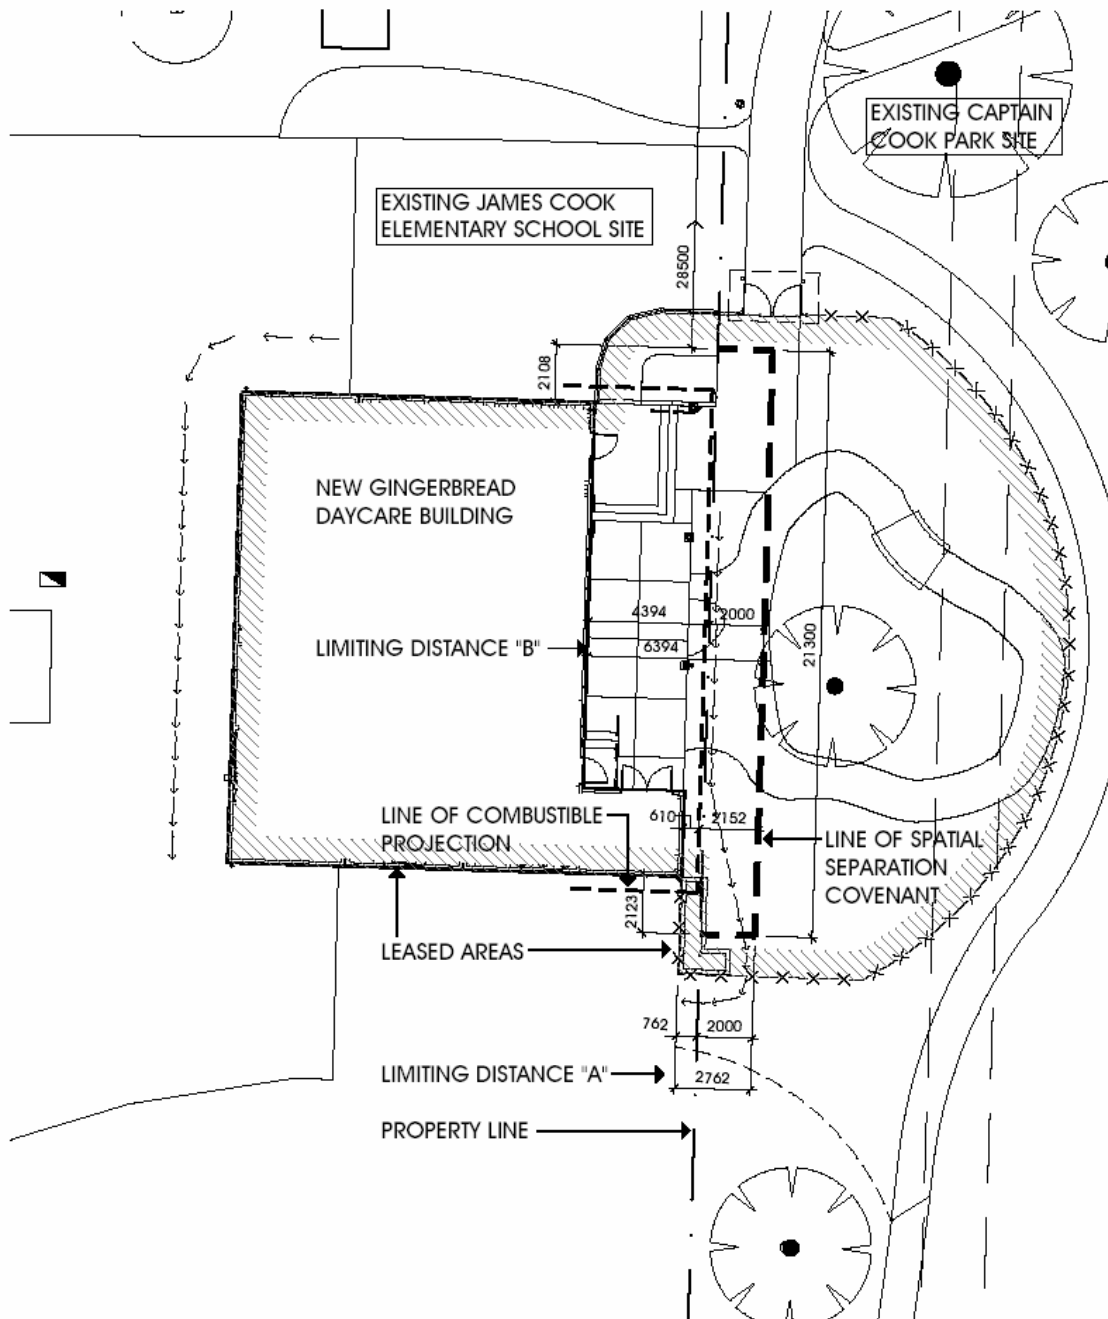 EXISTING CAPTAIN
COOK PARK SITE
EXISTING JAMES COOK
ELEMENTARY SCHOOL SITE
28500
2108
NEW GINGERBREAD
DAYCARE BUILDING
4394
2000
6394
21300
LIMITING DISTANCE "B"
LINE OF COMBUSTIBLE
PROJECTION
610
2152
LINE OF SPATIAL
SEPARATION
COVENANT
2123
LEASED AREAS
762
2000
LIMITING DISTANCE "A"
2762
PROPERTY LINE